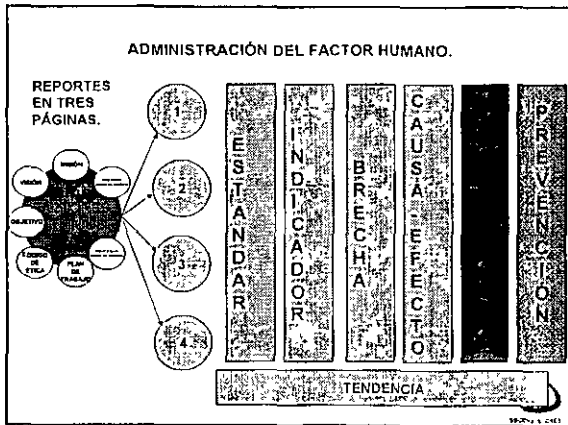 ADMINISTRACIÓN DEL FACTOR HUMANO.
REPORTES
EN TRES
PÁGINAS.
MISIÓN
VISIÓN
OBJETIVO
CÓDIGO
DE
ÉTICA
PLAN
DE
TRABAJO
1
2
3
4
ESTANDAR
INDICADOR
BRECHA
CAUSA-EFECTO
PREVENCIÓN
TENDENCIA